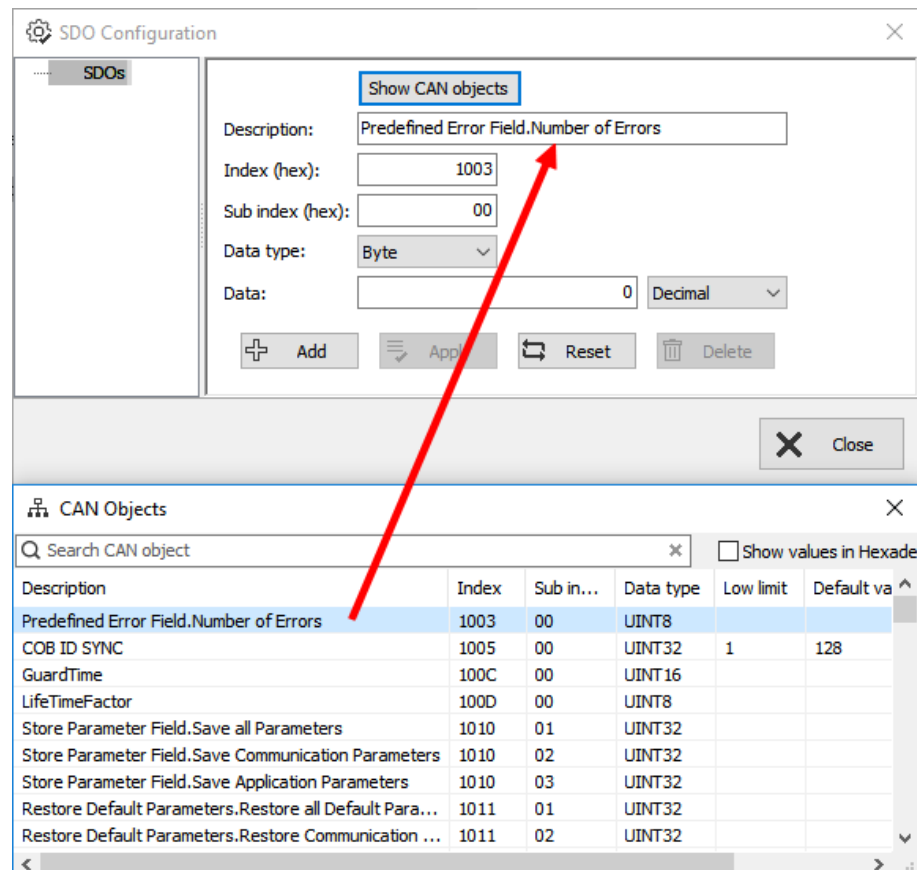 SDO Configuration
SDOs
Show CAN objects
Description: Predefined Error Field.Number of Errors
Index (hex): 1003
Sub index (hex): 00
Data type: Byte
Data: 0 Decimal
Add Apply Reset Delete
Close
CAN Objects
Search CAN object Show values in Hexade
Description Index Sub in... Data type Low limit Default va
Predefined Error Field.Number of Errors 1003 00 UINT8
COB ID SYNC 1005 00 UINT32 1 128
GuardTime 100C 00 UINT16
LifeTimeFactor 100D 00 UINT8
Store Parameter Field.Save all Parameters 1010 01 UINT32
Store Parameter Field.Save Communication Parameters 1010 02 UINT32
Store Parameter Field.Save Application Parameters 1010 03 UINT32
Restore Default Parameters.Restore all Default Para... 1011 01 UINT32
Restore Default Parameters.Restore Communication ... 1011 02 UINT32